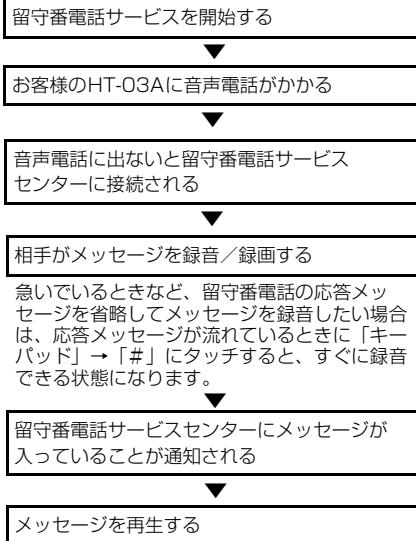 留守番電話サービスを開始する
▼
お客様のHT-03Aに音声電話がかかる
▼
音声電話に出ないと留守番電話サービス
センターに接続される
▼
相手がメッセージを録音／録画する
急いでいるときなど、留守番電話の応答メッ
セージを省略してメッセージを録音したい場合
は、応答メッセージが流れているときに「キー
パッド」→「＃」にタッチすると、すぐに録音
できる状態になります。
▼
留守番電話サービスセンターにメッセージが
入っていることが通知される
▼
メッセージを再生する